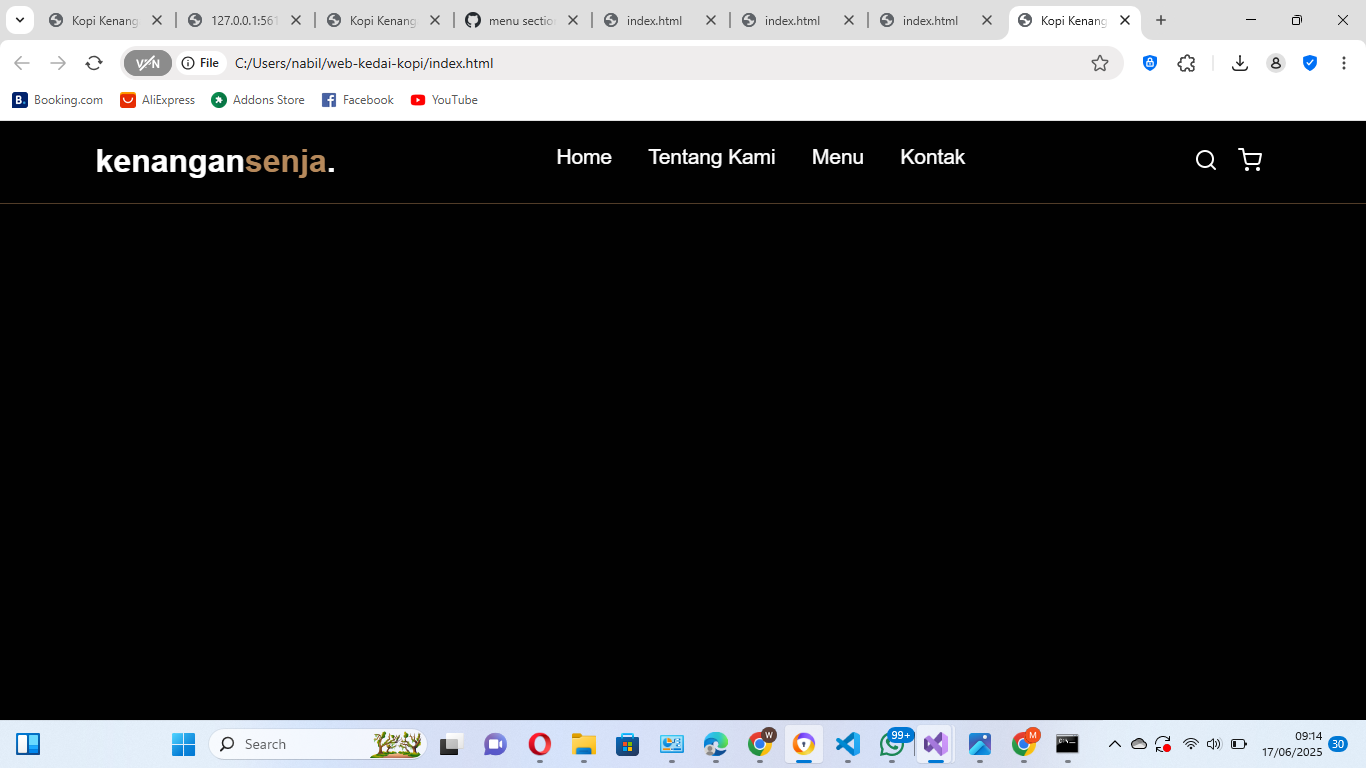 Kopi Kenang
127.0.0.1:561
Kopi Kenang
menu sectio
index.html
index.html
index.html
Kopi Kenang
VPN
File
C:/Users/nabil/web-kedai-kopi/index.html
B. Booking.com
AliExpress
Addons Store
Facebook
YouTube
kenangansenja.
Home
Tentang Kami
Menu
Kontak
Search
W
99+
M
09:14
17/06/2025
30